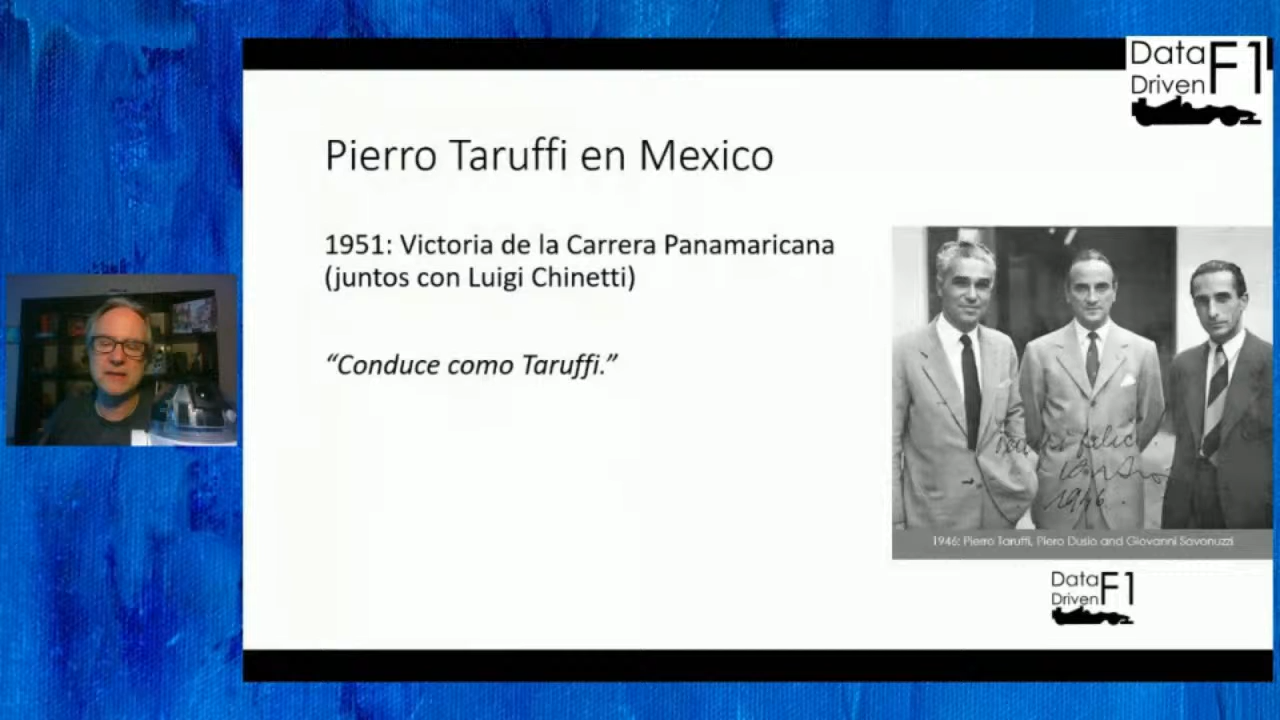 Data
Driven F1
Pierro Taruffi en Mexico
1951: Victoria de la Carrera Panamaricana
(juntos con Luigi Chinetti)
“Conduce como Taruffi.”
1946
1946: Pierro Taruffi, Piero Dusio and Giovanni Savonuzzi
Data
Driven F1